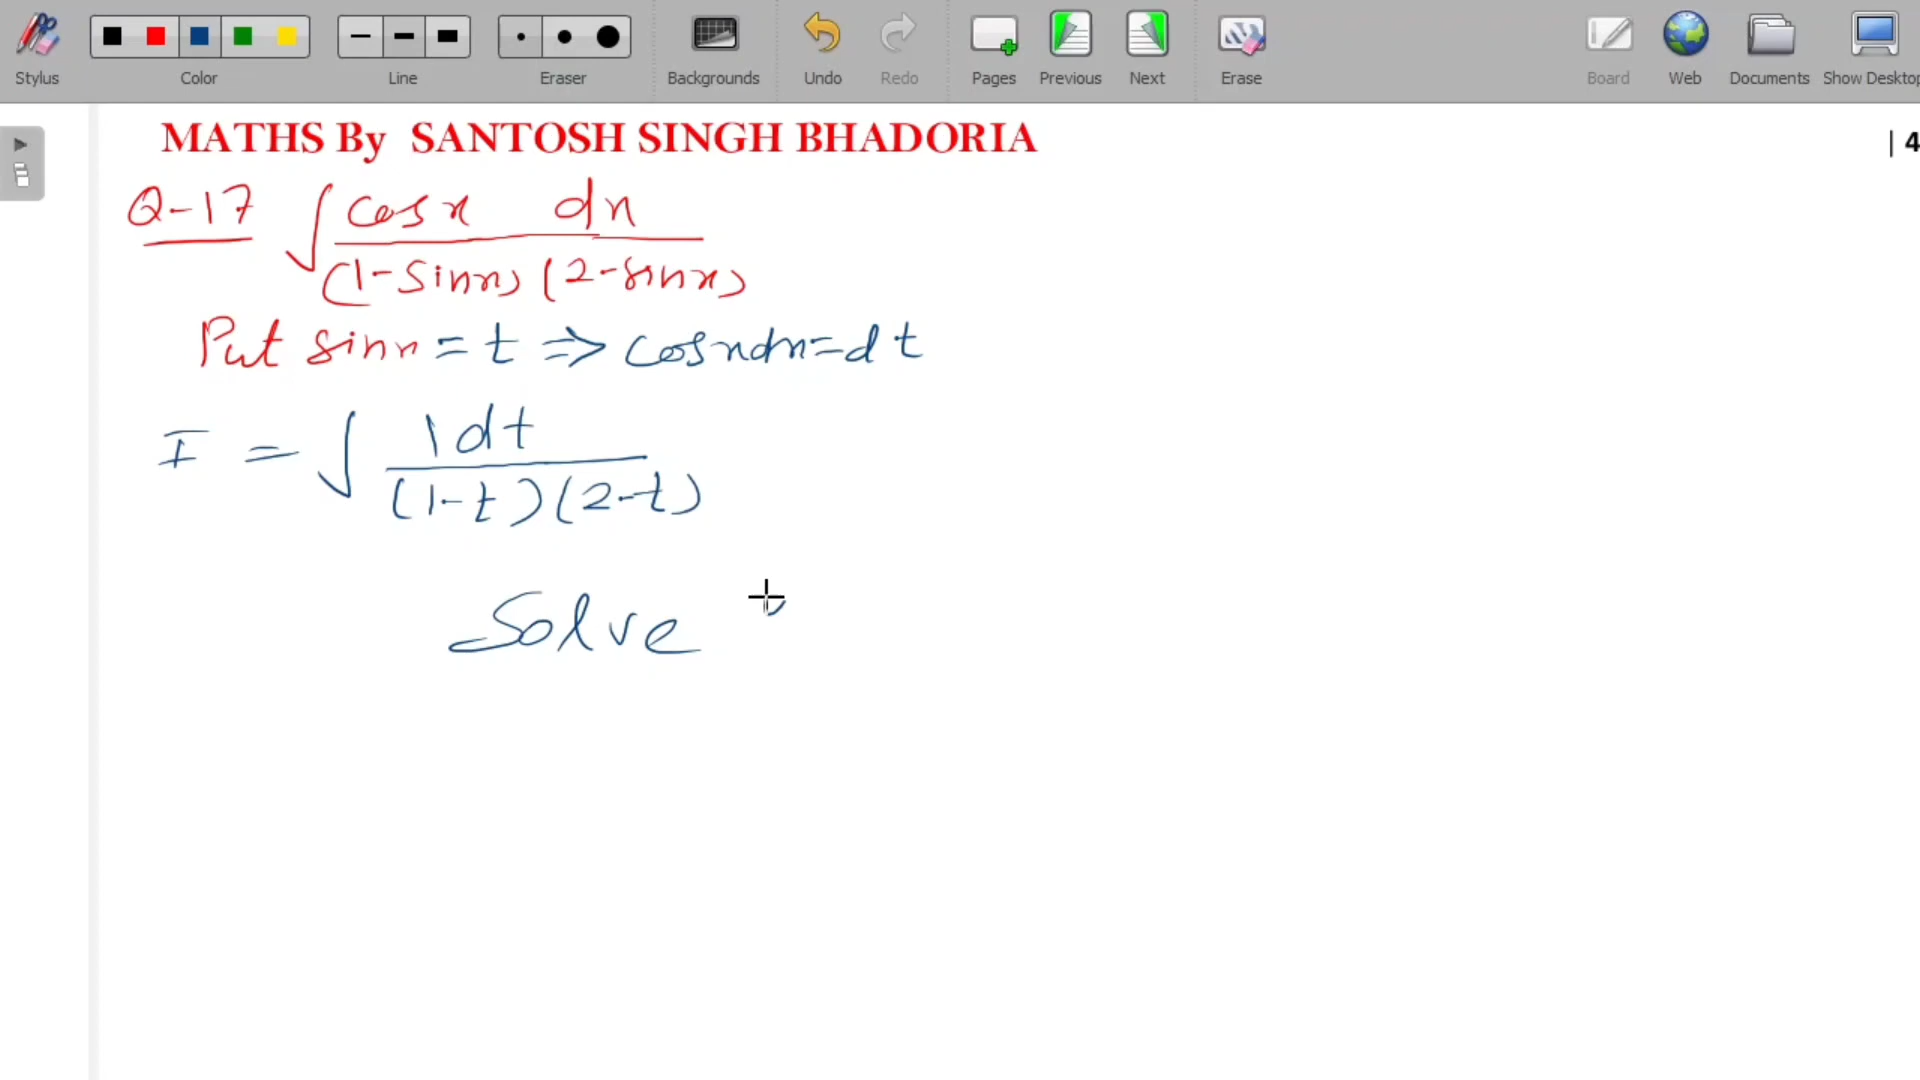 Stylus Color Line Eraser Backgrounds Undo Redo Pages Previous Next Erase Board Web Documents Show Desktop
MATHS By SANTOSH SINGH BHADORIA | 4
Q-17 ∫ cosx dx / (1-sinx)(2-sinx)
Put sinx = t ⇒ cosxdx=dt
I = ∫ 1dt / (1-t)(2-t)
Solve